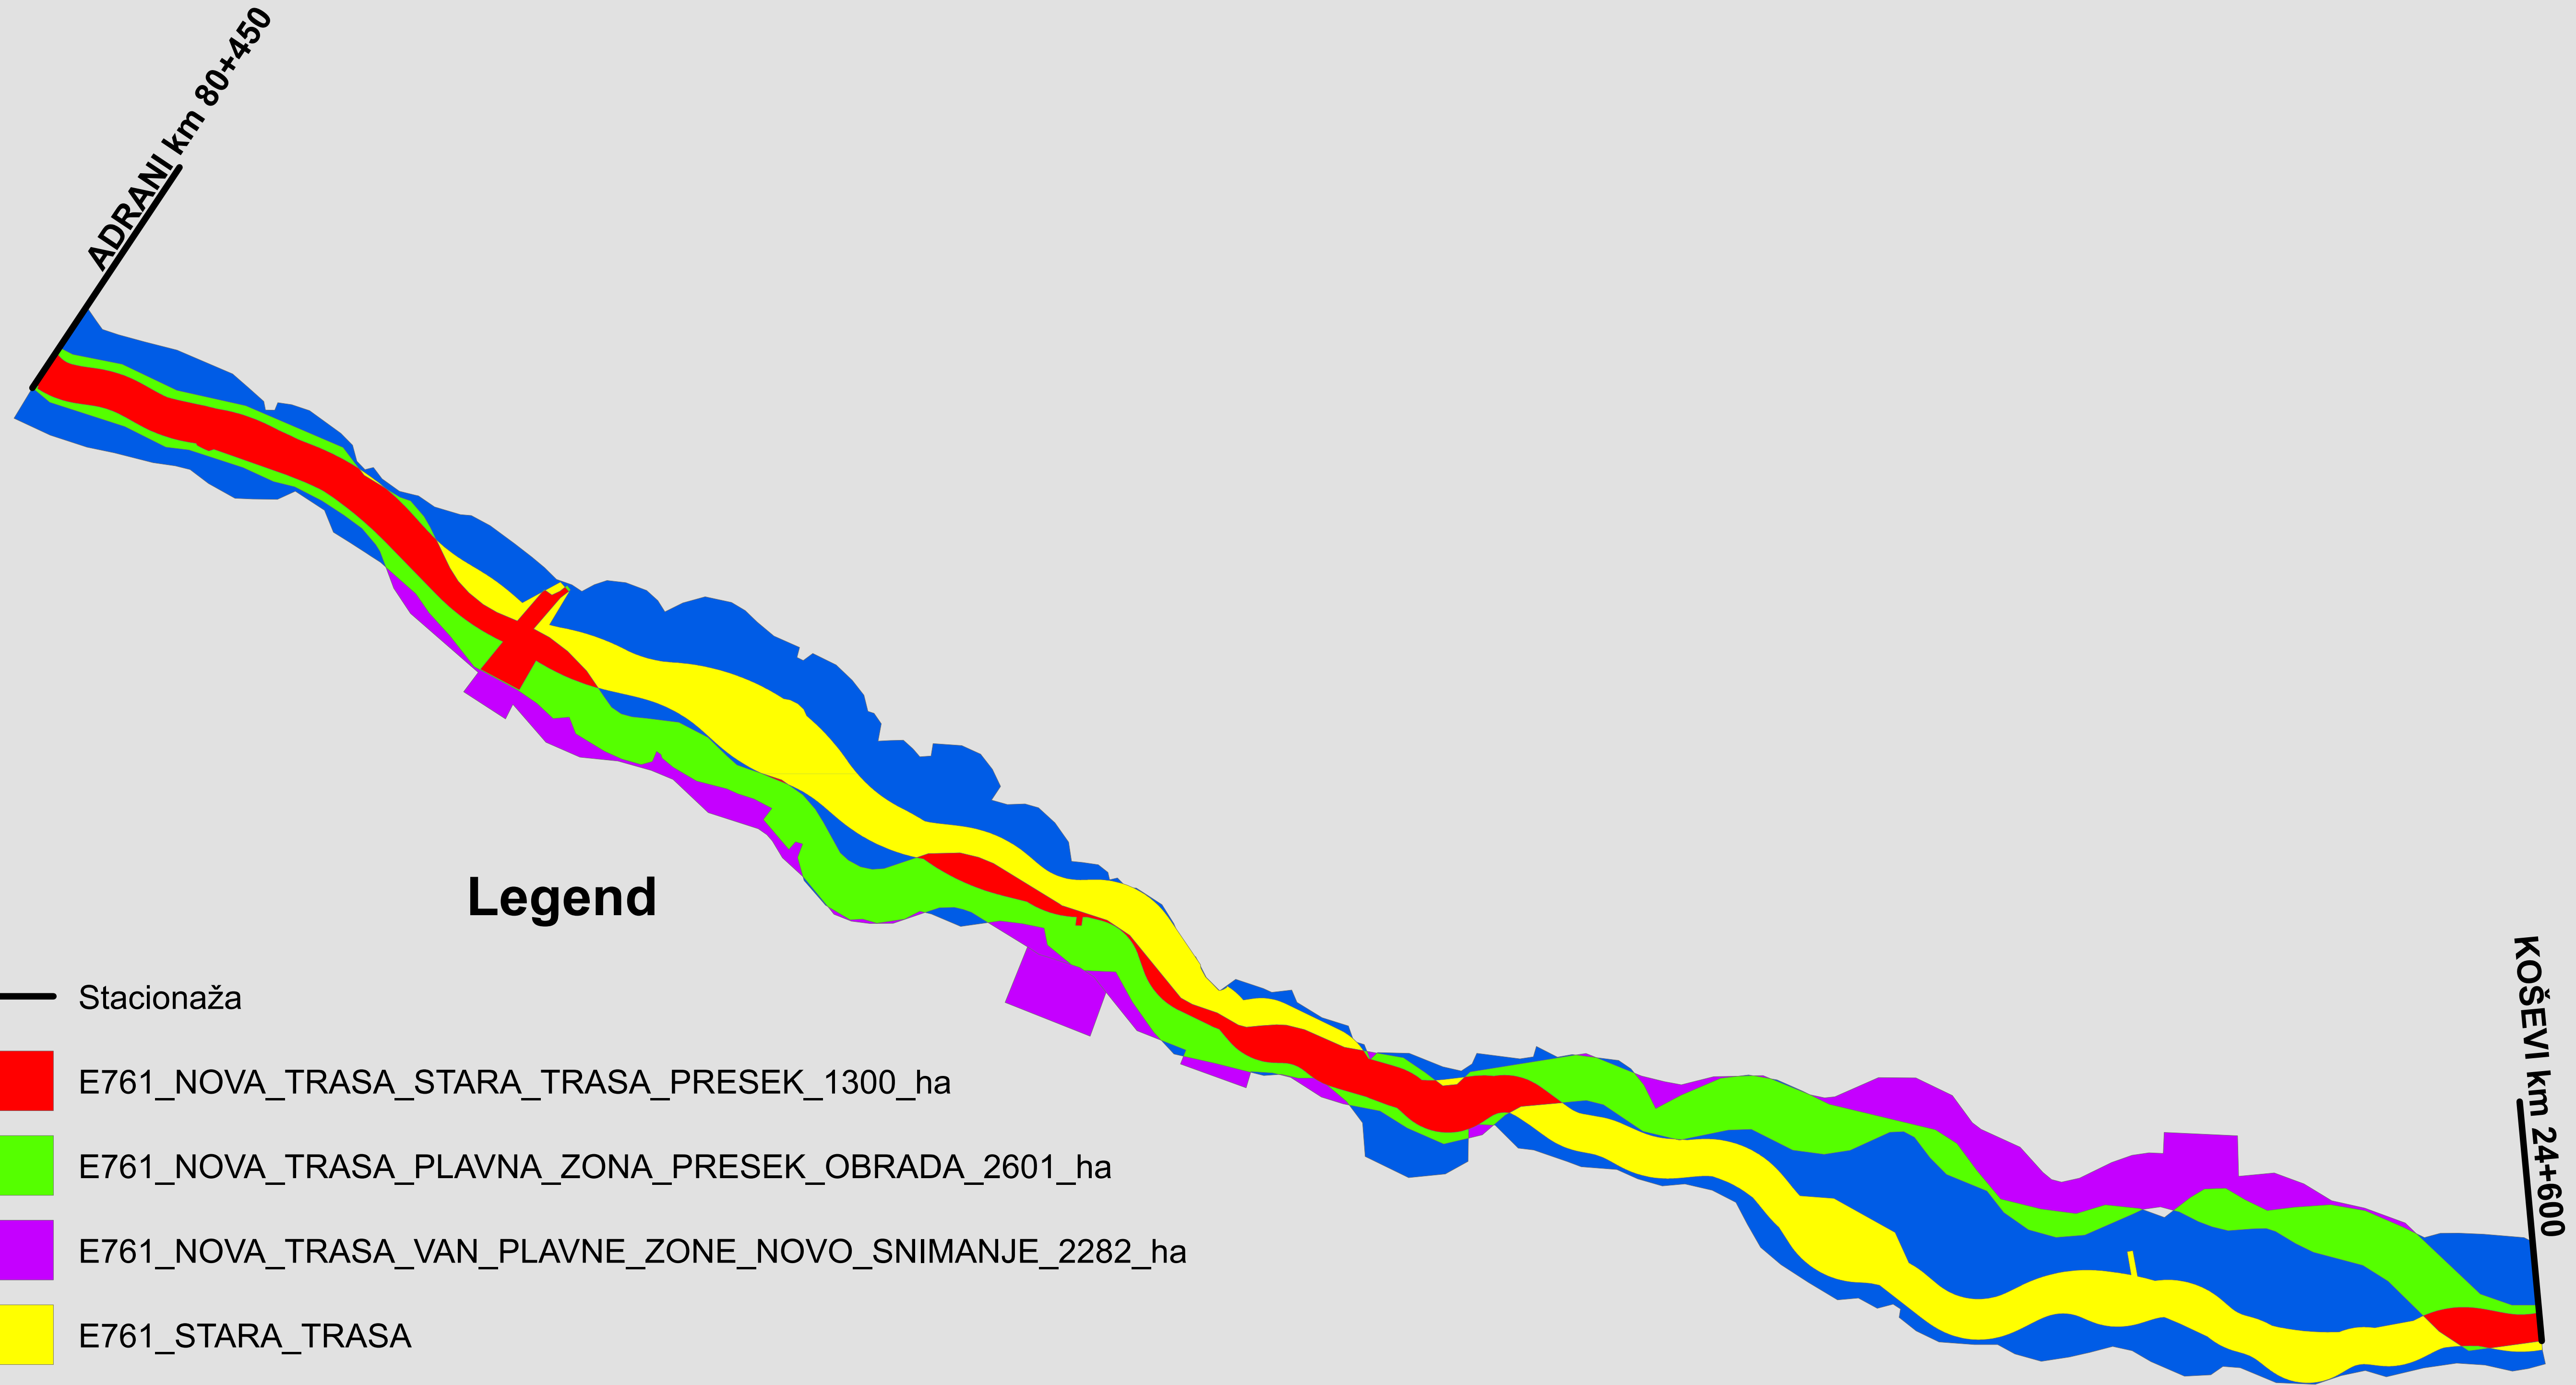 ADRANI km 80+450
KOŠEVI km 24+600
Legend
Stacionaža
E761_NOVA_TRASA_STARA_TRASA_PRESEK_1300_ha
E761_NOVA_TRASA_PLAVNA_ZONA_PRESEK_OBRADA_2601_ha
E761_NOVA_TRASA_VAN_PLAVNE_ZONE_NOVO_SNIMANJE_2282_ha
E761_STARA_TRASA